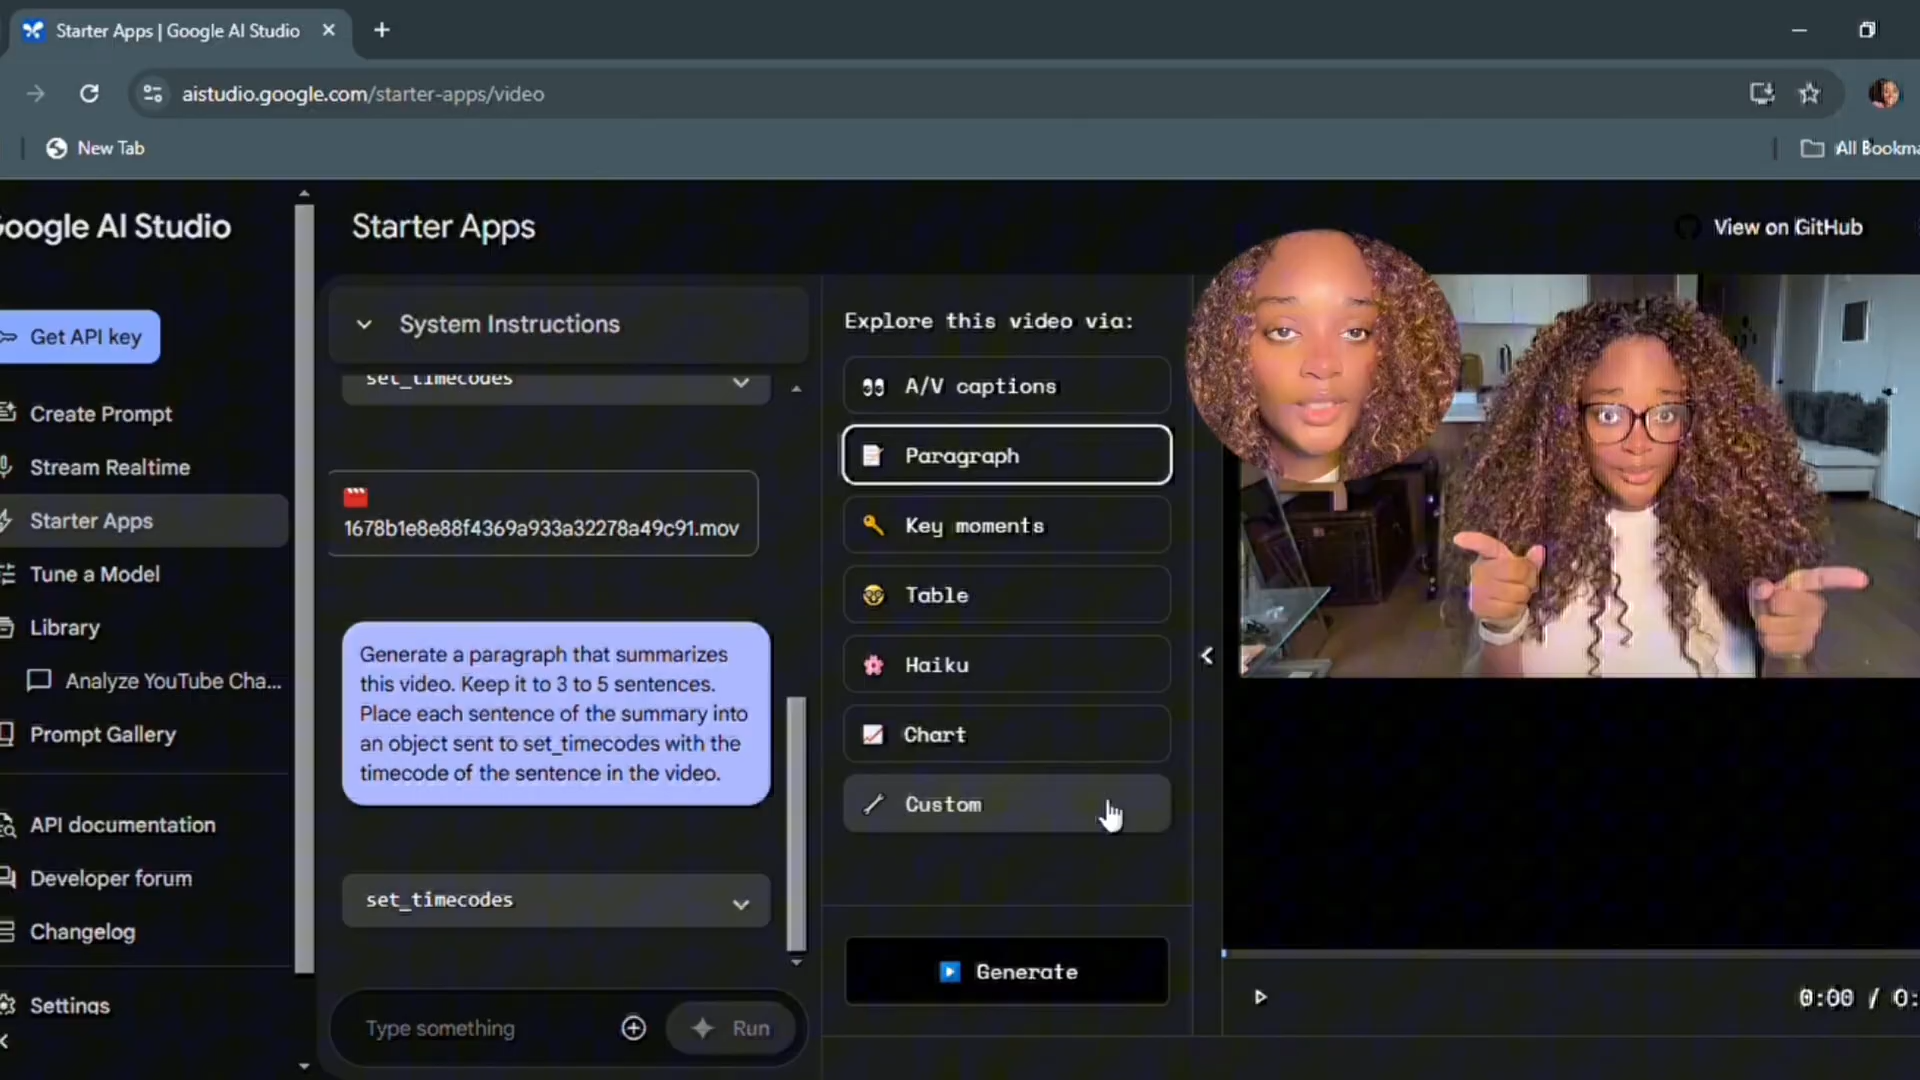 Starter Apps | Google AI Studio
aistudio.google.com/starter-apps/video
New Tab
All Bookma
Google AI Studio
Starter Apps
View on GitHub
Get API key
Create Prompt
Stream Realtime
Starter Apps
Tune a Model
Library
Analyze YouTube Cha...
Prompt Gallery
API documentation
Developer forum
Changelog
Settings
System Instructions
set_timecodes
1678b1e8e88f4369a933a32278a49c91.mov
Generate a paragraph that summarizes
this video. Keep it to 3 to 5 sentences.
Place each sentence of the summary into
an object sent to set_timecodes with the
timecode of the sentence in the video.
set_timecodes
Type something
Run
Explore this video via:
A/V captions
Paragraph
Key moments
Table
Haiku
Chart
Custom
Generate
0:00 / 0: